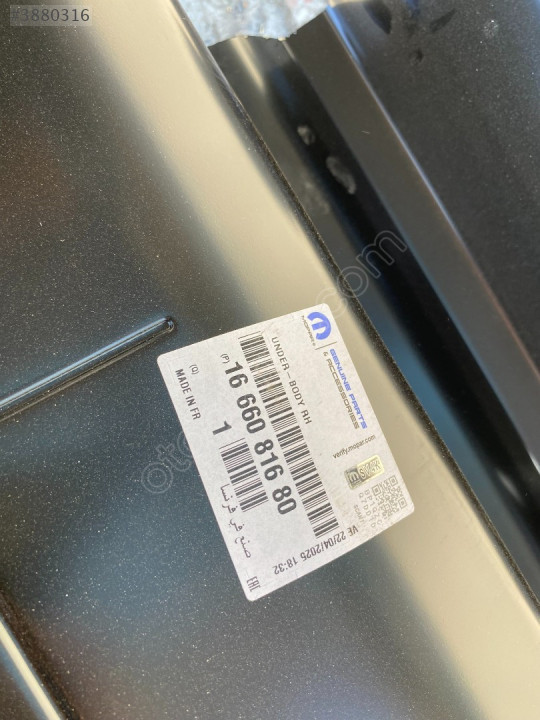 3880316
mopar
GENUINE PARTS
& ACCESSORIES
verify.mopar.com
UNDER-BODY RH
(P) 16 660 816 80
(Q) 1
MADE IN FR
صنع في فرنسا
VE 22/04/2025 18:32
EAC